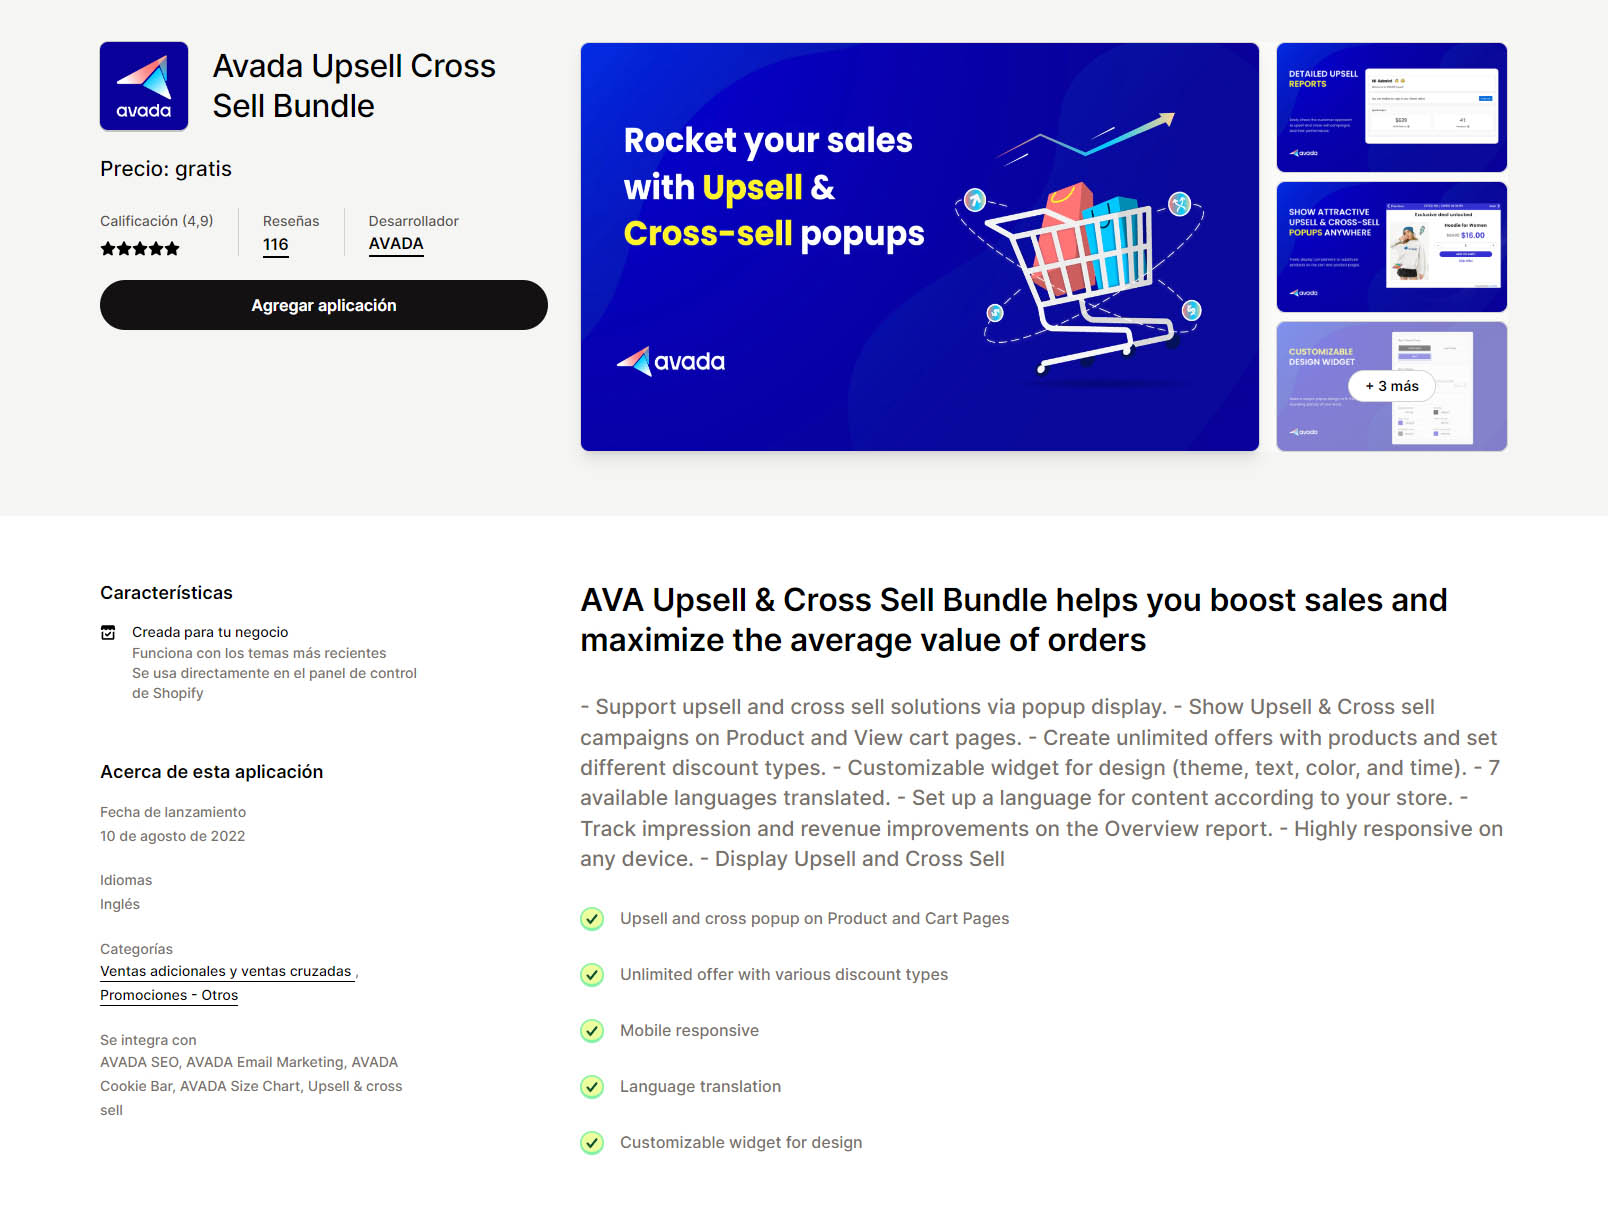 avada
Avada Upsell Cross
Sell Bundle
Precio: gratis
Calificación (4,9)
Reseñas
116
Desarrollador
AVADA
Agregar aplicación
Rocket your sales
with Upsell &
Cross-sell popups
avada
DETAILED UPSELL
REPORTS
avada
SHOW ATTRACTIVE
UPSELL & CROSS-SELL
POPUPS ANYWHERE
Exclusive deal unlocked
Hoodie for Women
$16.00
avada
CUSTOMIZABLE
DESIGN WIDGET
+ 3 más
avada
Características
Creada para tu negocio
Funciona con los temas más recientes
Se usa directamente en el panel de control
de Shopify
Acerca de esta aplicación
Fecha de lanzamiento
10 de agosto de 2022
Idiomas
Inglés
Categorías
Ventas adicionales y ventas cruzadas ,
Promociones - Otros
Se integra con
AVADA SEO, AVADA Email Marketing, AVADA
Cookie Bar, AVADA Size Chart, Upsell & cross
sell
AVA Upsell & Cross Sell Bundle helps you boost sales and
maximize the average value of orders
- Support upsell and cross sell solutions via popup display. - Show Upsell & Cross sell
campaigns on Product and View cart pages. - Create unlimited offers with products and set
different discount types. - Customizable widget for design (theme, text, color, and time). - 7
available languages translated. - Set up a language for content according to your store. -
Track impression and revenue improvements on the Overview report. - Highly responsive on
any device. - Display Upsell and Cross Sell
Upsell and cross popup on Product and Cart Pages
Unlimited offer with various discount types
Mobile responsive
Language translation
Customizable widget for design